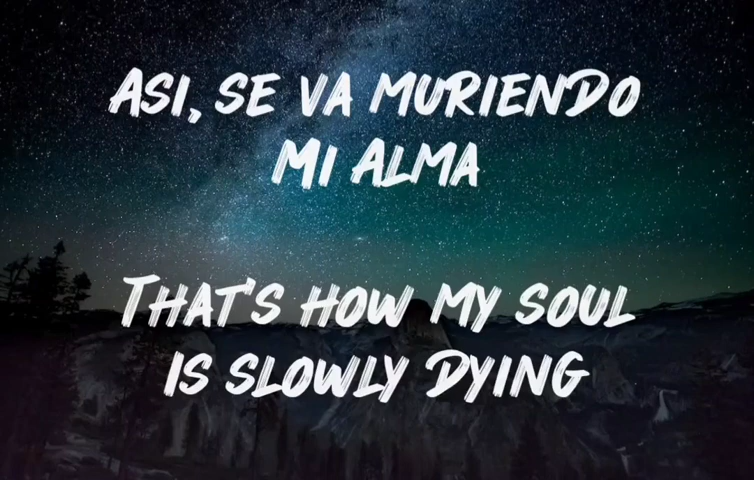 ASI, SE VA MURIENDO
MI ALMA
THAT'S HOW MY SOUL
IS SLOWLY DYING